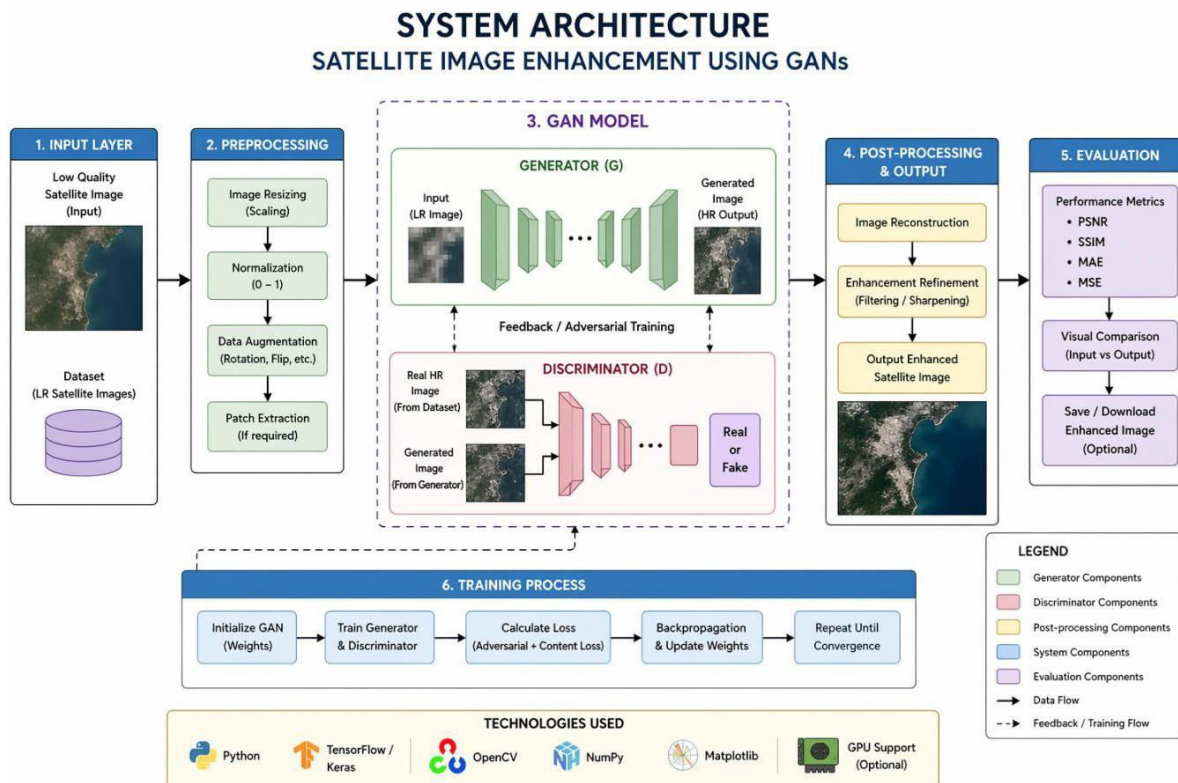 SYSTEM ARCHITECTURE
SATELLITE IMAGE ENHANCEMENT USING GANs
1. INPUT LAYER
Low Quality
Satellite Image
(Input)
Dataset
(LR Satellite Images)
2. PREPROCESSING
Image Resizing
(Scaling)
Normalization
(0 – 1)
Data Augmentation
(Rotation, Flip, etc.)
Patch Extraction
(If required)
3. GAN MODEL
GENERATOR (G)
Input
(LR Image)
Generated
Image
(HR Output)
Feedback / Adversarial Training
DISCRIMINATOR (D)
Real HR
Image
(From Dataset)
Generated
Image
(From Generator)
Real
or
Fake
4. POST-PROCESSING
& OUTPUT
Image Reconstruction
Enhancement Refinement
(Filtering / Sharpening)
Output Enhanced
Satellite Image
5. EVALUATION
Performance Metrics
• PSNR
• SSIM
• MAE
• MSE
Visual Comparison
(Input vs Output)
Save / Download
Enhanced Image
(Optional)
6. TRAINING PROCESS
Initialize GAN
(Weights)
Train Generator
& Discriminator
Calculate Loss
(Adversarial + Content Loss)
Backpropagation
& Update Weights
Repeat Until
Convergence
LEGEND
Generator Components
Discriminator Components
Post-processing Components
System Components
Evaluation Components
Data Flow
Feedback / Training Flow
TECHNOLOGIES USED
Python
TensorFlow /
Keras
OpenCV
NumPy
Matplotlib
GPU Support
(Optional)